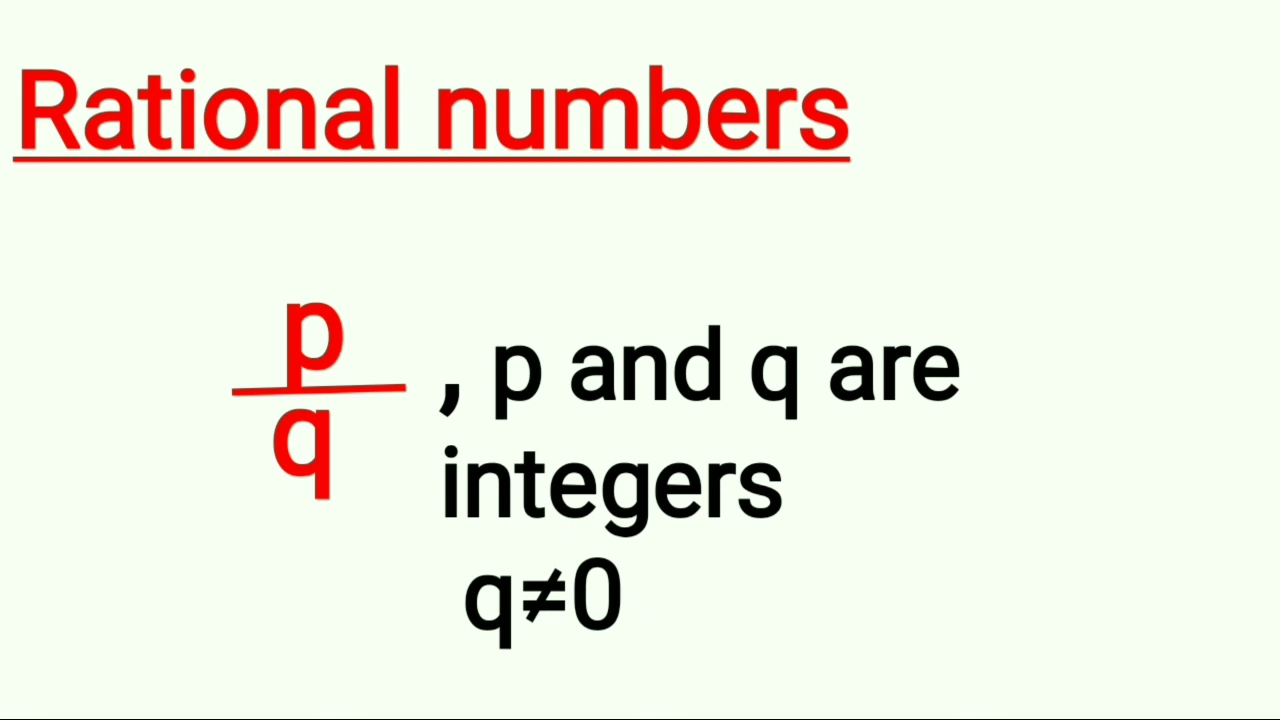 Rational numbers
p
q
, p and q are
integers
q≠0